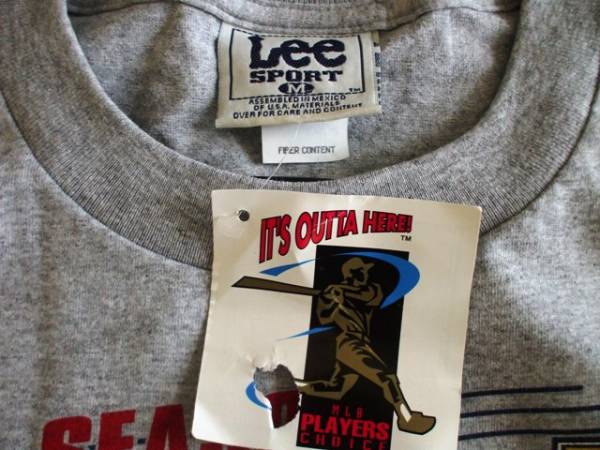 Lee
SPORT
M
TM
ASSEMBLED IN MEXICO
OF U.S.A. MATERIALS
OVER FOR CARE AND CONTENT
FIBER CONTENT
IT'S OUTTA HERE!
TM
MLB
PLAYERS
CHOICE